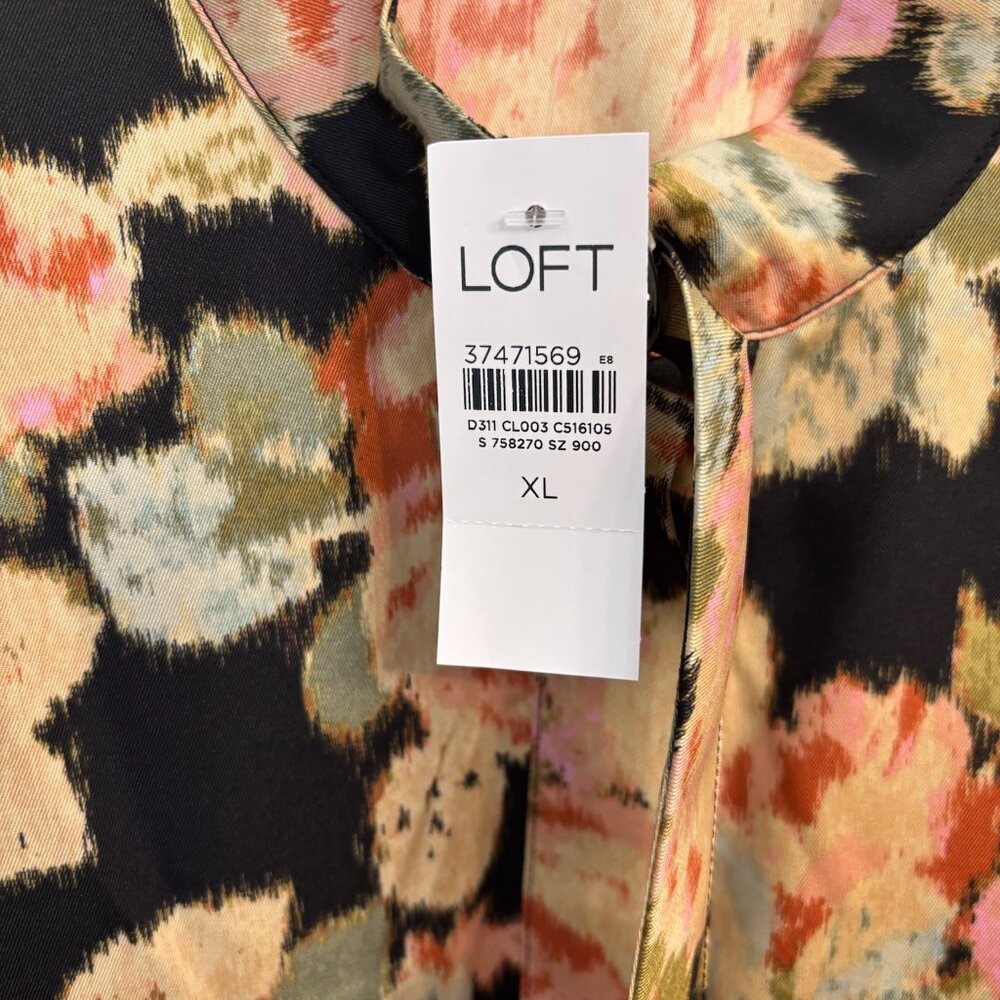 LOFT
37471569 E8
D311 CL003 C516105
S 758270 SZ 900
XL